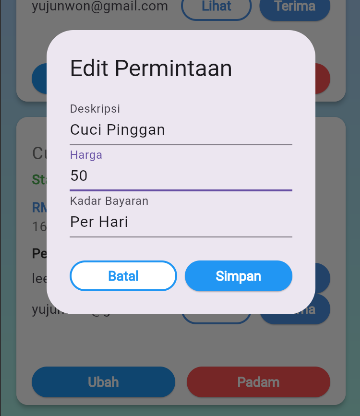 yujunwon@gmail.com
Lihat
Terima
Edit Permintaan
Deskripsi
Cuci Pinggan
Harga
50
Kadar Bayaran
Per Hari
Batal
Simpan
Ubah
Padam